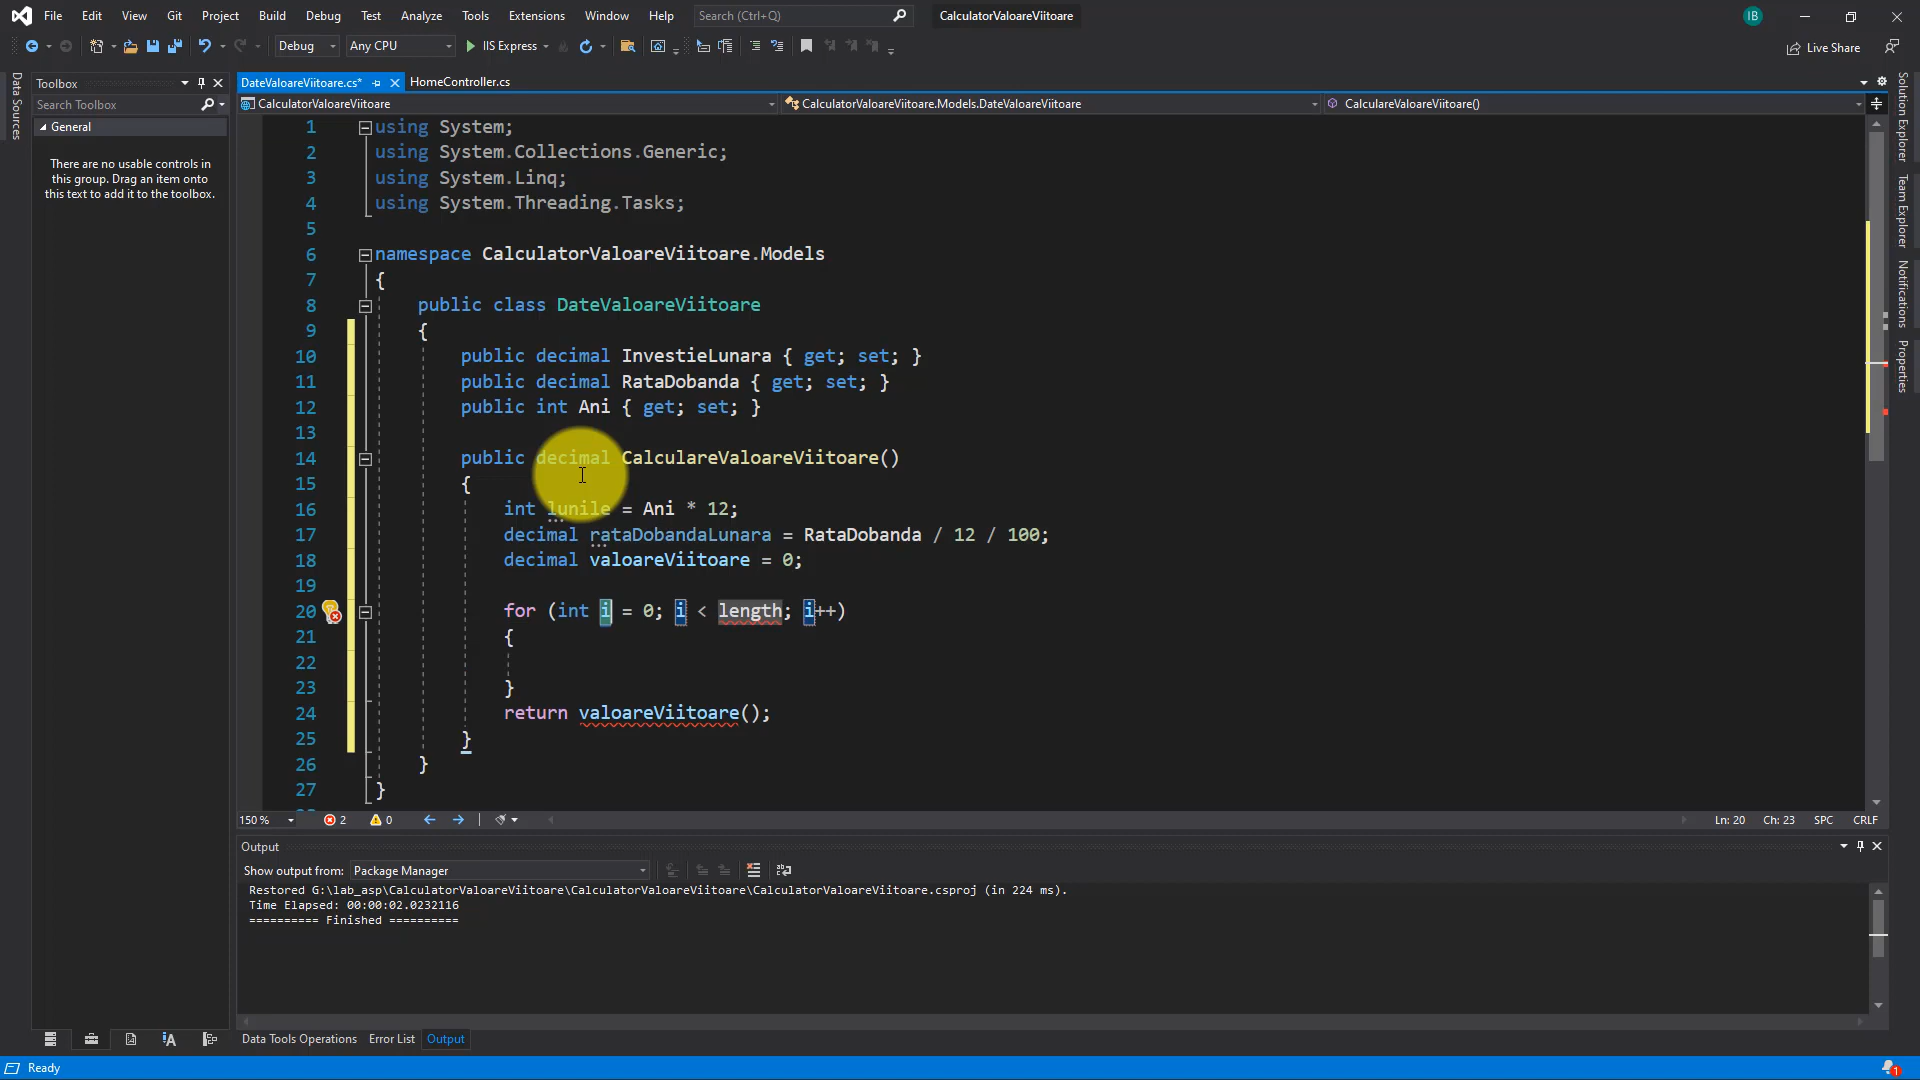 File Edit View Git Project Build Debug Test Analyze Tools Extensions Window Help Search (Ctrl+Q) CalculatorValoareViitoare IB
Debug Any CPU IIS Express Live Share
Data Sources
Toolbox
Search Toolbox
General
There are no usable controls in
this group. Drag an item onto
this text to add it to the toolbox.
DateValoareViitoare.cs* HomeController.cs
CalculatorValoareViitoare CalculatorValoareViitoare.Models.DateValoareViitoare CalculareValoareViitoare()
1 using System;
2 using System.Collections.Generic;
3 using System.Linq;
4 using System.Threading.Tasks;
5
6 namespace CalculatorValoareViitoare.Models
7 {
8 public class DateValoareViitoare
9 {
10 public decimal InvestieLunara { get; set; }
11 public decimal RataDobanda { get; set; }
12 public int Ani { get; set; }
13
14 public decimal CalculareValoareViitoare()
15 {
16 int lunile = Ani * 12;
17 decimal rataDobandaLunara = RataDobanda / 12 / 100;
18 decimal valoareViitoare = 0;
19
20 for (int i = 0; i < length; i++)
21 {
22
23 }
24 return valoareViitoare();
25 }
26 }
27 }
150 % 2 0 Ln: 20 Ch: 23 SPC CRLF
Output
Show output from: Package Manager
Restored G:\lab_asp\CalculatorValoareViitoare\CalculatorValoareViitoare\CalculatorValoareViitoare.csproj (in 224 ms).
Time Elapsed: 00:00:02.0232116
========== Finished ==========
Data Tools Operations Error List Output
Ready 1
Solution Explorer
Team Explorer
Notifications
Properties